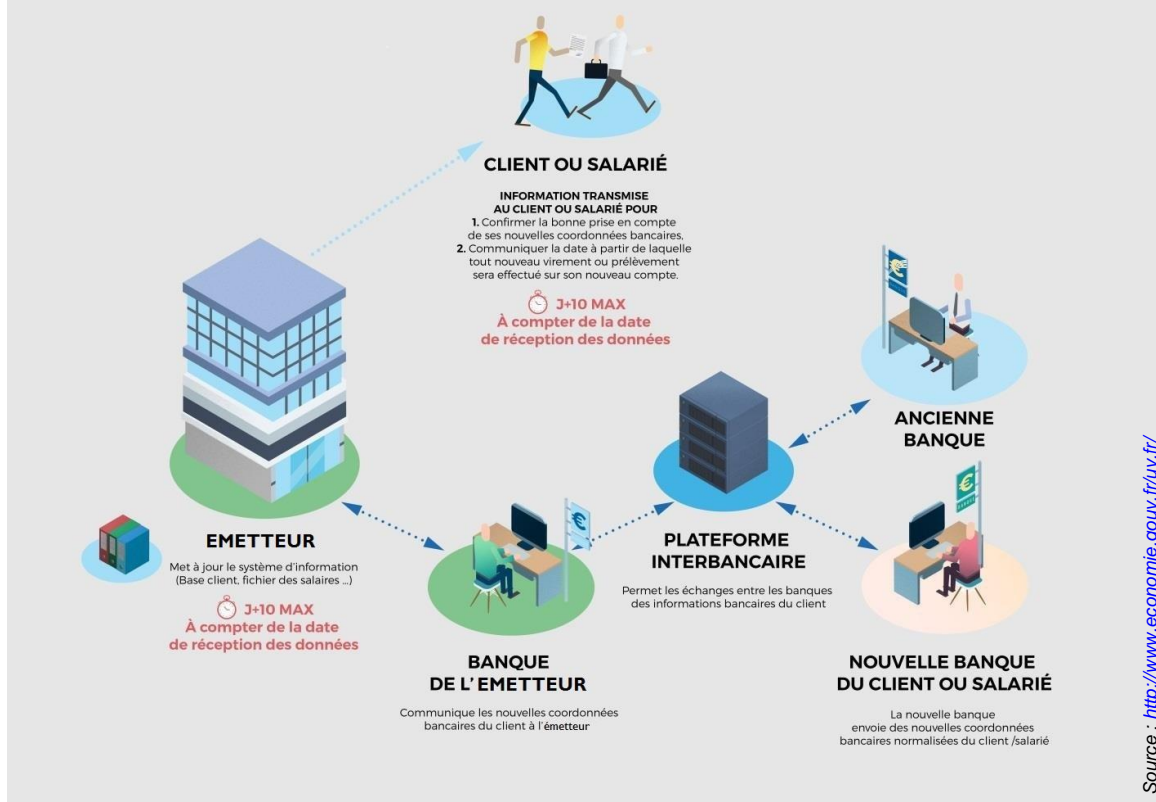 CLIENT OU SALARIÉ
INFORMATION TRANSMISE
AU CLIENT OU SALARIÉ POUR
1. Confirmer la bonne prise en compte
de ses nouvelles coordonnées bancaires,
2. Communiquer la date à partir de laquelle
tout nouveau virement ou prélèvement
sera effectué sur son nouveau compte.
J+10 MAX
À compter de la date
de réception des données
ANCIENNE
BANQUE
EMETTEUR
Met à jour le système d'information
(Base client, fichier des salaires ...)
J+10 MAX
À compter de la date
de réception des données
PLATEFORME
INTERBANCAIRE
Permet les échanges entre les banques
des informations bancaires du client
BANQUE
DE L'EMETTEUR
Communique les nouvelles coordonnées
bancaires du client à l'émetteur
NOUVELLE BANQUE
DU CLIENT OU SALARIÉ
La nouvelle banque
envoie des nouvelles coordonnées
bancaires normalisées du client /salarié
Source : http://www.economie.gouv.fr/uv.fr/